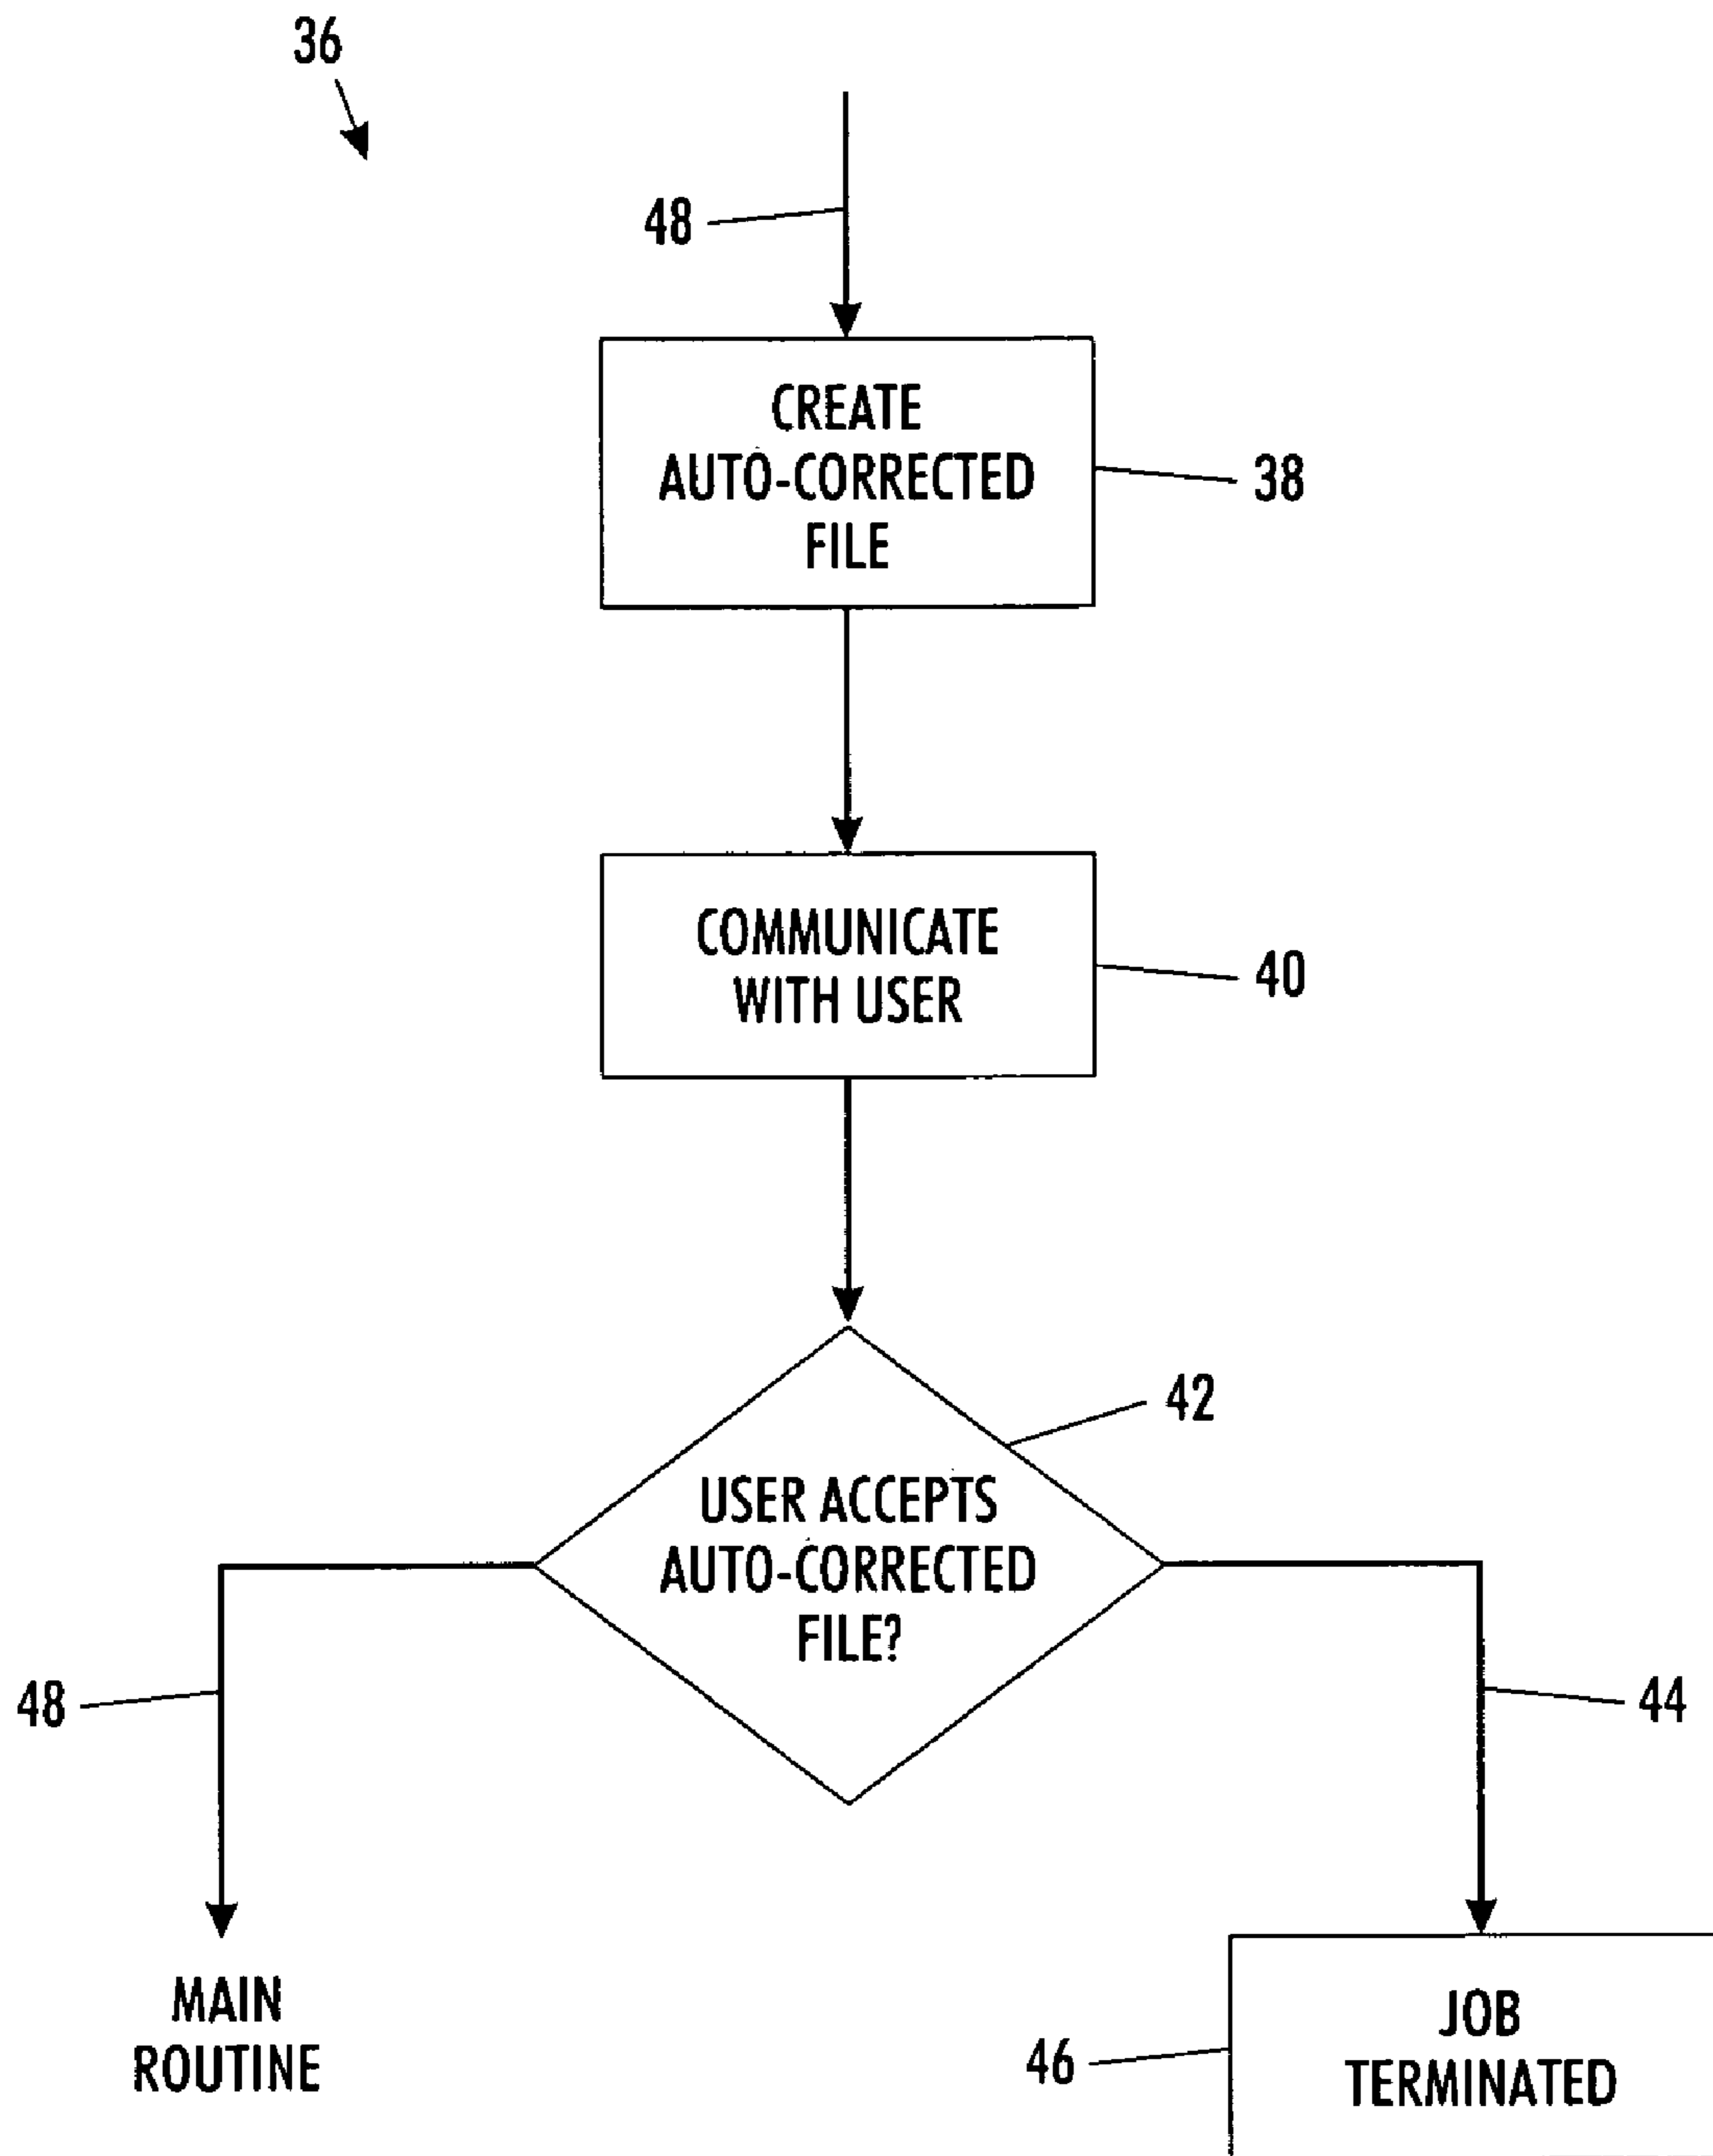 36
48
CREATE
AUTO-CORRECTED
FILE
38
COMMUNICATE
WITH USER
40
42
USER ACCEPTS
AUTO-CORRECTED
FILE?
48
44
MAIN
ROUTINE
JOB
TERMINATED
46